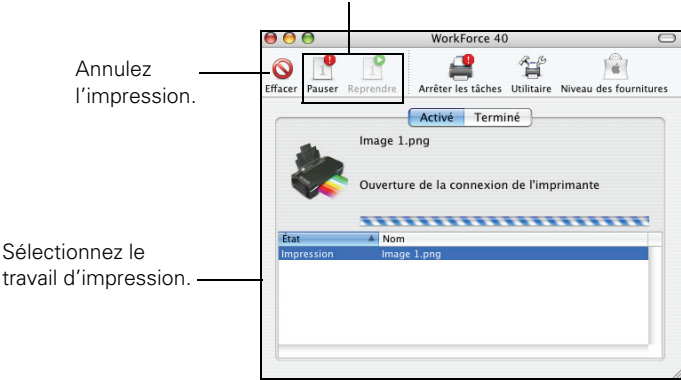 WorkForce 40
Annulez
l'impression.
Effacer Pauser Reprendre Arrêter les tâches Utilitaire Niveau des fournitures
Activé Terminé
Image 1.png
Ouverture de la connexion de l'imprimante
Sélectionnez le
travail d'impression.
État Nom
Impression Image 1.png